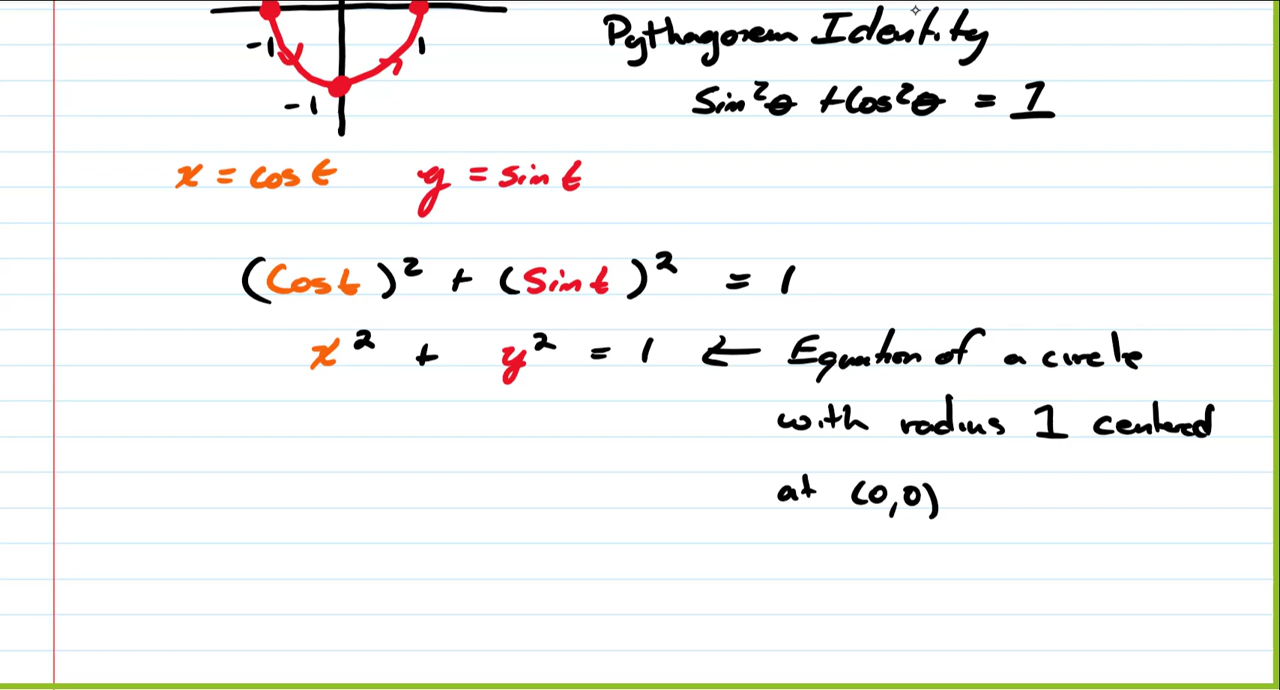 -1 1
-1
Pythagorean Identity
Sin²θ + Cos²θ = 1
x = cos t y = sin t
(Cos t)² + (Sin t)² = 1
x² + y² = 1 ← Equation of a circle
with radius 1 centered
at (0,0)